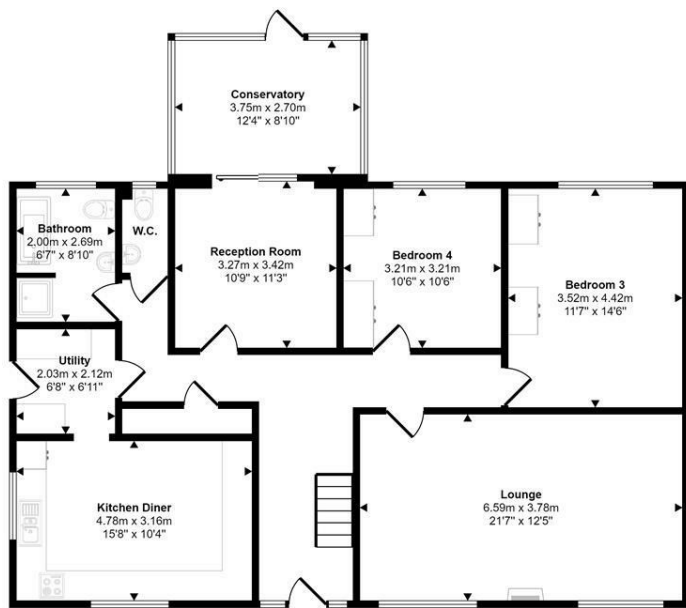 Conservatory
3.75m x 2.70m
12'4" x 8'10"
Bathroom
2.00m x 2.69m
6'7" x 8'10"
W.C.
Reception Room
3.27m x 3.42m
10'9" x 11'3"
Bedroom 4
3.21m x 3.21m
10'6" x 10'6"
Bedroom 3
3.52m x 4.42m
11'7" x 14'6"
Utility
2.03m x 2.12m
6'8" x 6'11"
Kitchen Diner
4.78m x 3.16m
15'8" x 10'4"
Lounge
6.59m x 3.78m
21'7" x 12'5"